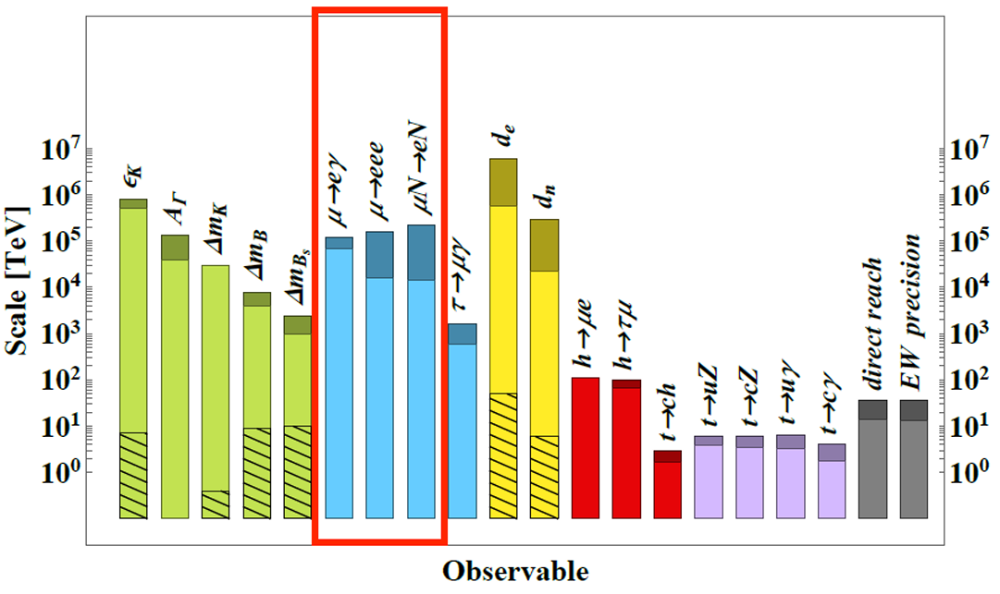 Scale [TeV]
10⁷
10⁶
10⁵
10⁴
10³
10²
10¹
10⁰
ϵ_K
A_Γ
Δm_K
Δm_B
Δm_{B_s}
μ→eγ
μ→eee
μN→eN
τ→μγ
d_e
d_n
h→μe
h→τμ
t→ch
t→uZ
t→cZ
t→uγ
t→cγ
direct reach
EW precision
10⁷
10⁶
10⁵
10⁴
10³
10²
10¹
10⁰
Observable